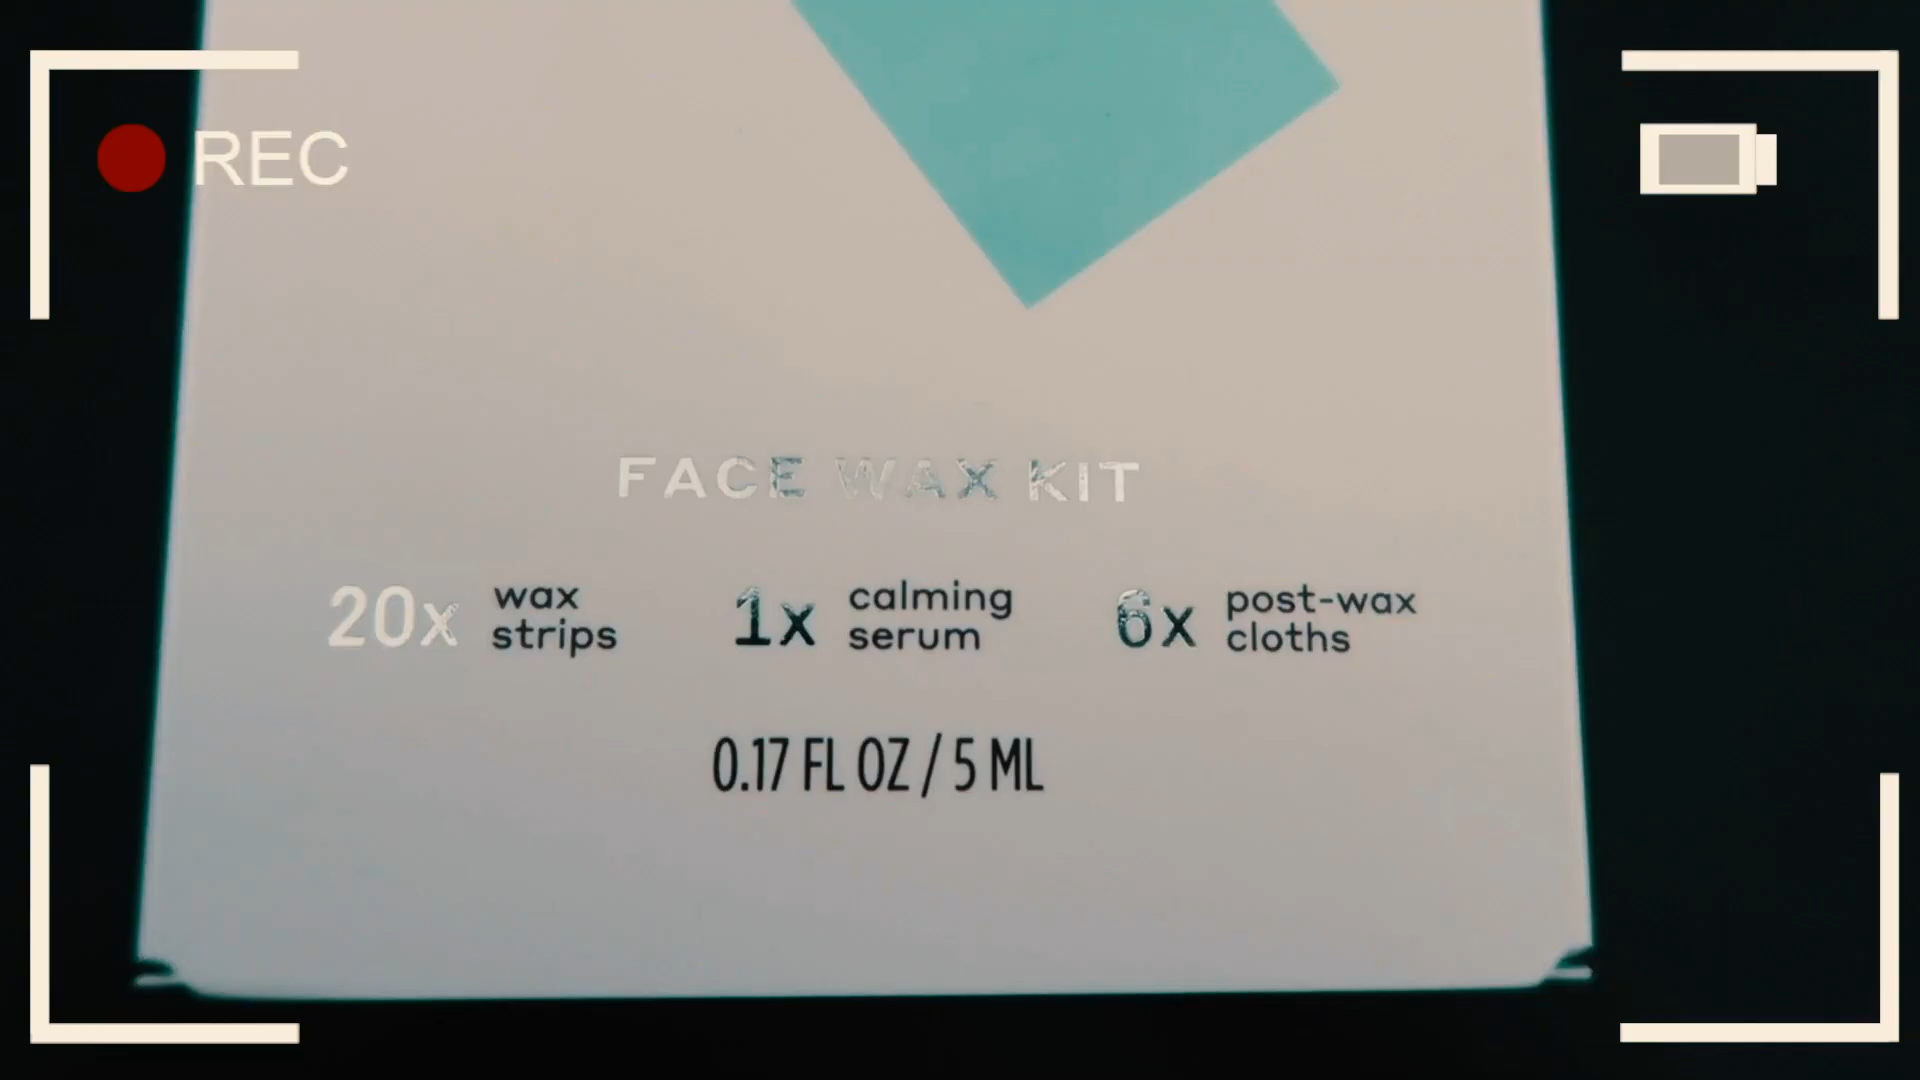 REC
FACE WAX KIT
20x wax strips
1x calming serum
6x post-wax cloths
0.17 FL OZ / 5 ML